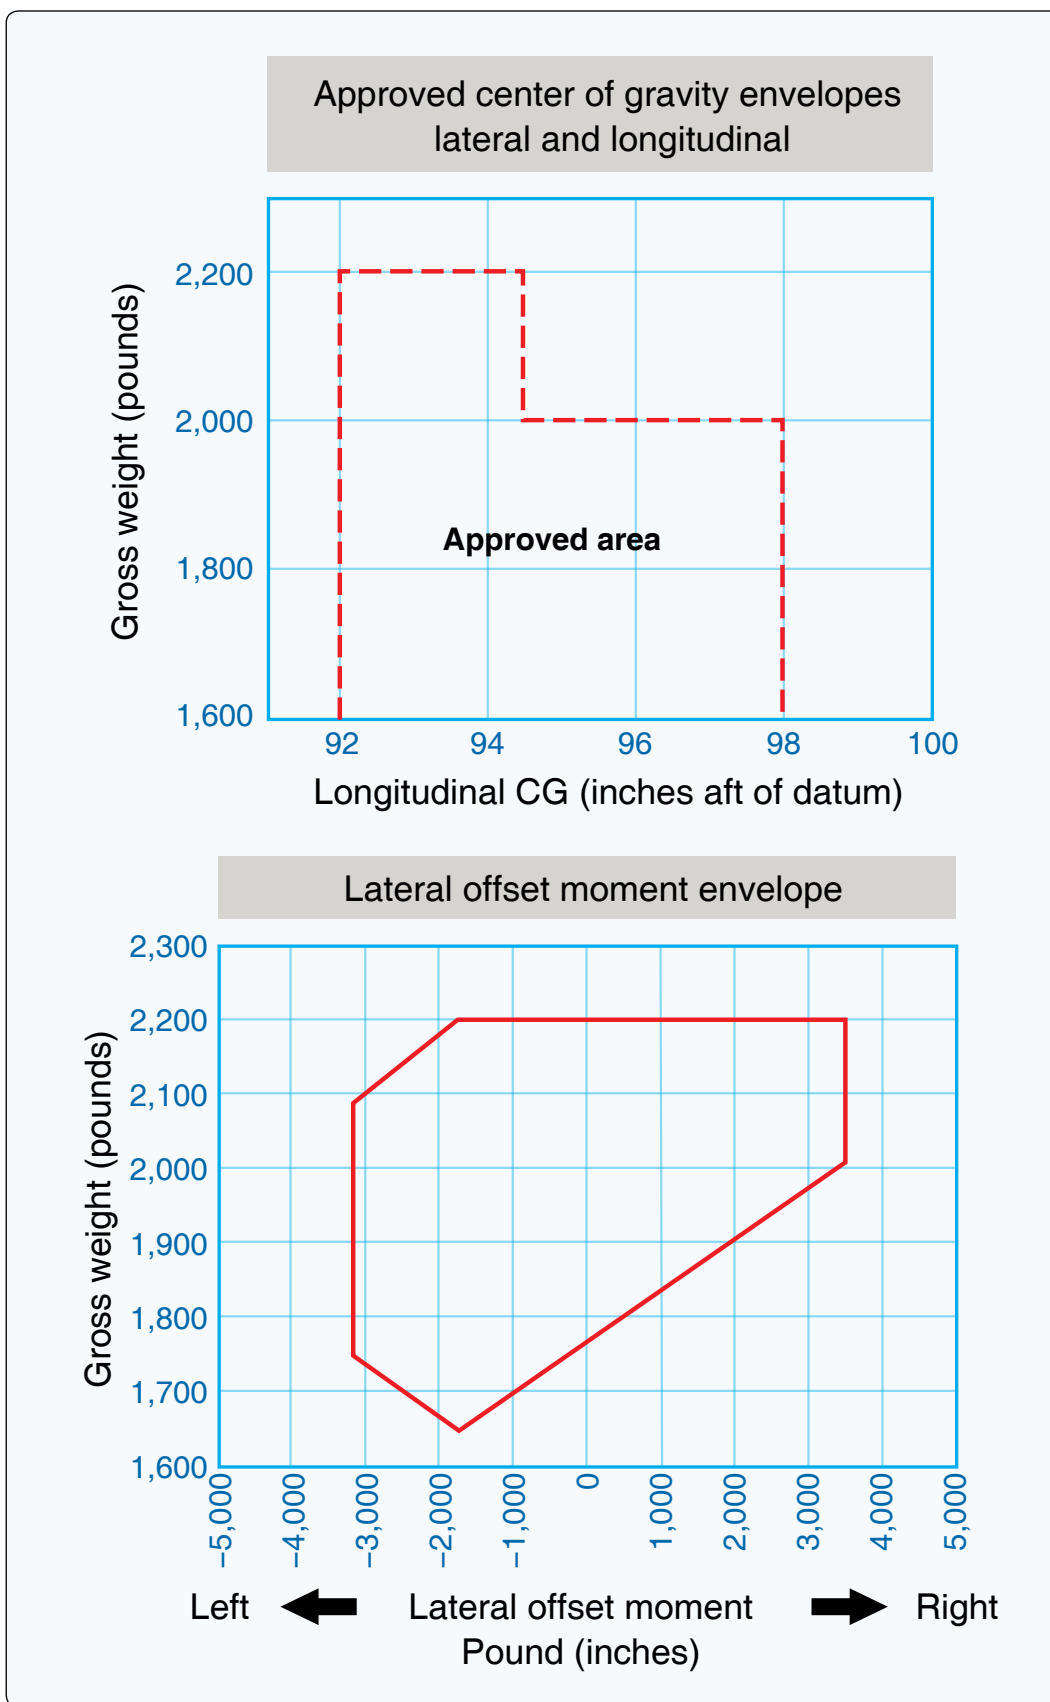 Approved center of gravity envelopes
lateral and longitudinal
Gross weight (pounds)
2,200
2,000
1,800
1,600
Approved area
92 94 96 98 100
Longitudinal CG (inches aft of datum)
Lateral offset moment envelope
Gross weight (pounds)
2,300
2,200
2,100
2,000
1,900
1,800
1,700
1,600
–5,000 –4,000 –3,000 –2,000 –1,000 0 1,000 2,000 3,000 4,000 5,000
Left Lateral offset moment Right
Pound (inches)